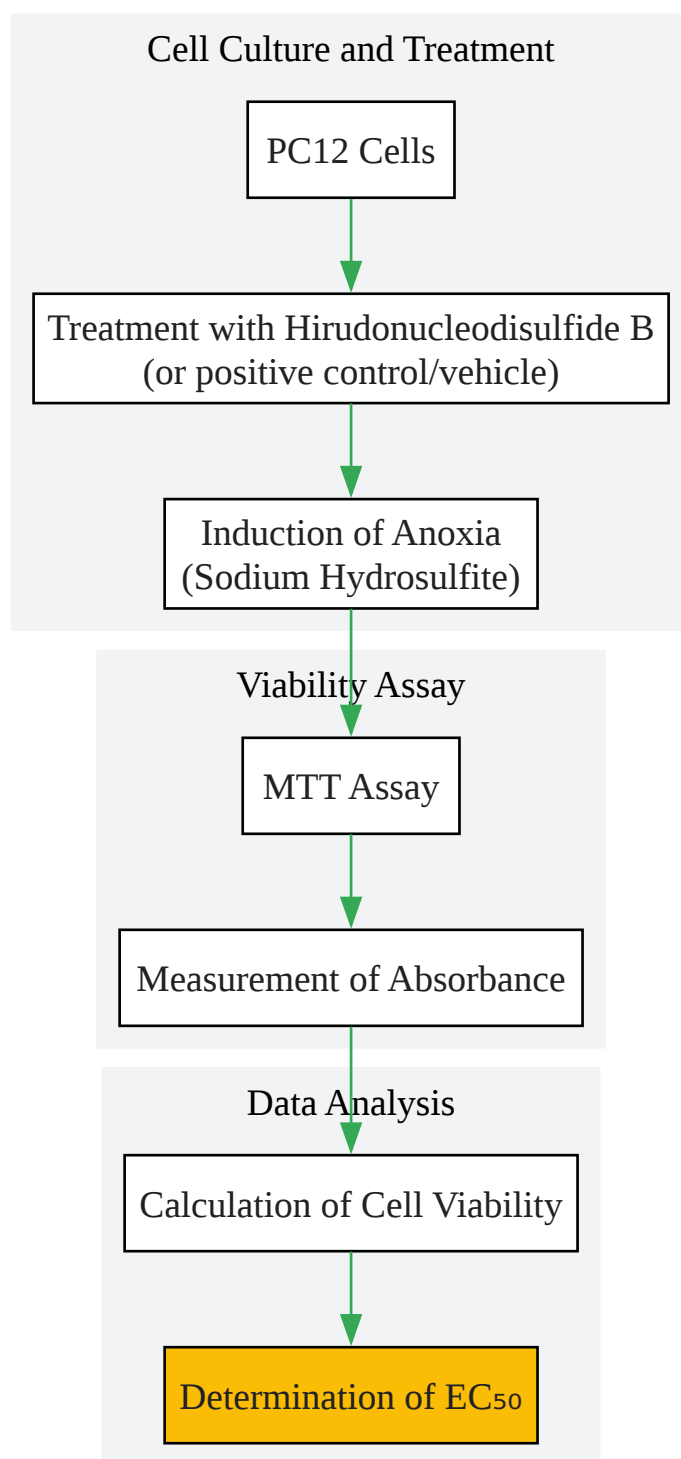 Cell Culture and Treatment
PC12 Cells
Treatment with Hirudonucleodisulfide B
(or positive control/vehicle)
Induction of Anoxia
(Sodium Hydrosulfite)
Viability Assay
MTT Assay
Measurement of Absorbance
Data Analysis
Calculation of Cell Viability
Determination of EC₅₀